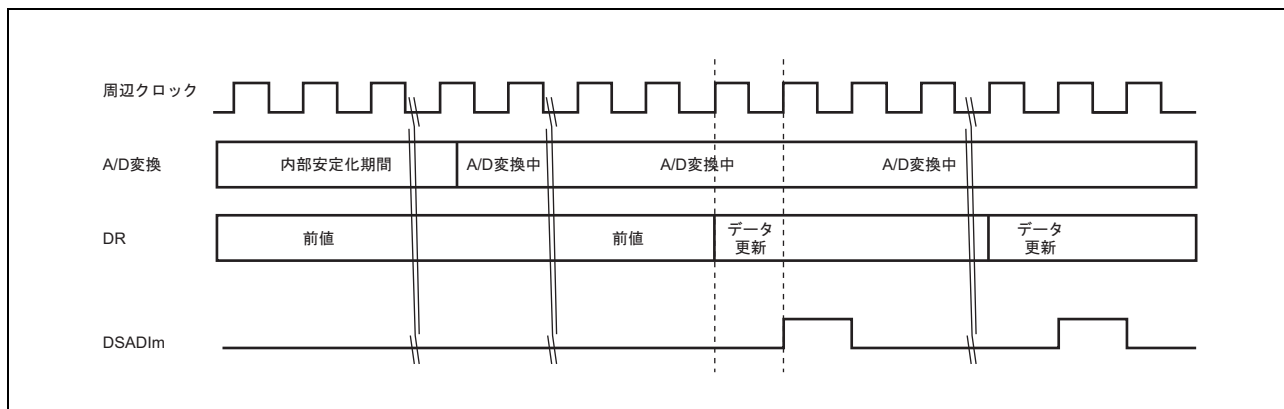 周辺クロック
A/D変換
内部安定化期間
A/D変換中
A/D変換中
A/D変換中
DR
前値
前値
データ
更新
データ
更新
DSADIm